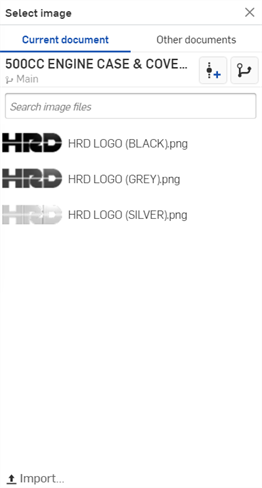 Select image
Current document
Other documents
500CC ENGINE CASE & COVE...
Main
Search image files
HRD HRD LOGO (BLACK).png
HRD HRD LOGO (GREY).png
HRD HRD LOGO (SILVER).png
Import...